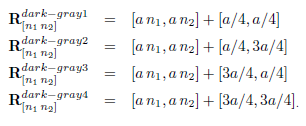 R^{dark-gray1}_{[n_1 n_2]} = [a n_1, a n_2] + [a/4, a/4]
R^{dark-gray2}_{[n_1 n_2]} = [a n_1, a n_2] + [a/4, 3a/4]
R^{dark-gray3}_{[n_1 n_2]} = [a n_1, a n_2] + [3a/4, a/4]
R^{dark-gray4}_{[n_1 n_2]} = [a n_1, a n_2] + [3a/4, 3a/4].